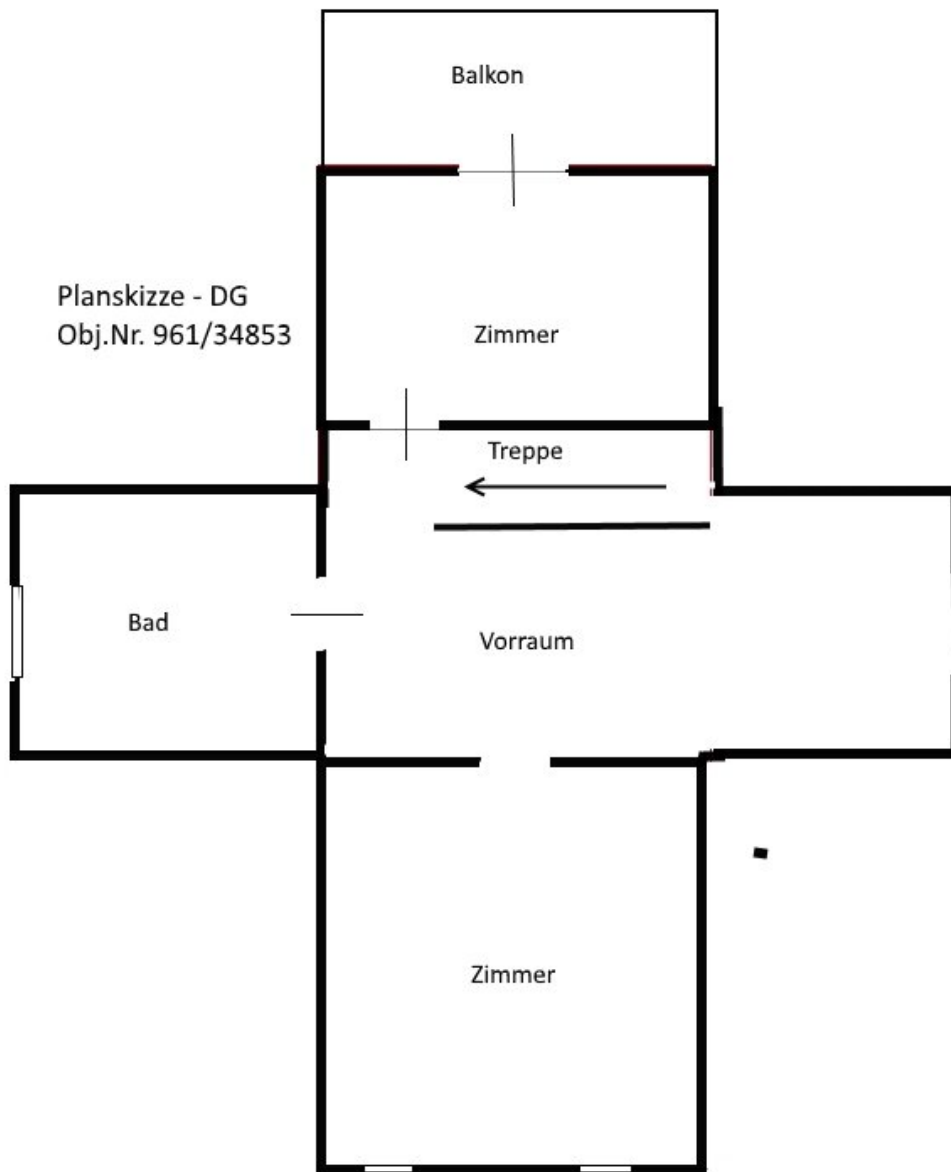 Balkon
Planskizze - DG
Obj.Nr. 961/34853
Zimmer
Treppe
Bad
Vorraum
Zimmer